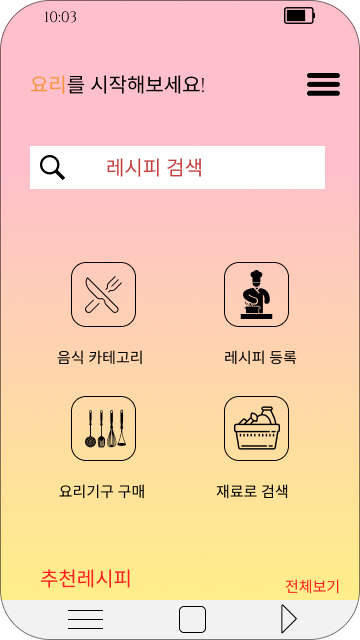 10:03
요리를 시작해보세요!
레시피 검색
음식 카테고리
레시피 등록
요리기구 구매
재료로 검색
추천레시피
전체보기